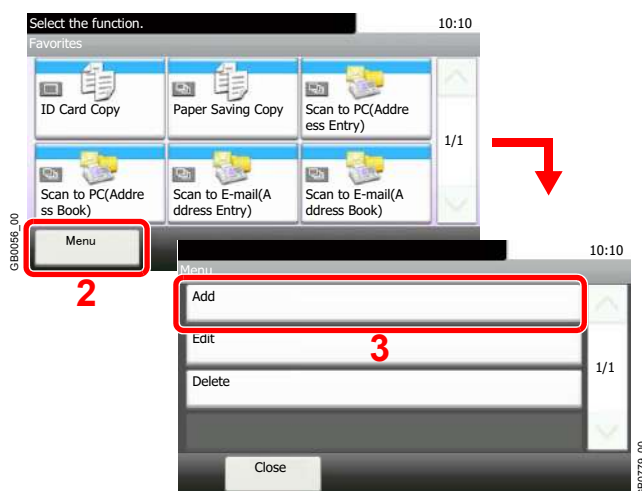 Select the function.
10:10
Favorites
ID Card Copy
Paper Saving Copy
Scan to PC(Addre
ess Entry)
1/1
Scan to PC(Addre
ss Book)
Scan to E-mail(A
ddress Entry)
Scan to E-mail(A
ddress Book)
GB0056_00
Menu
2
10:10
Menu
Add
3
Edit
1/1
Delete
Close
GB0779_00